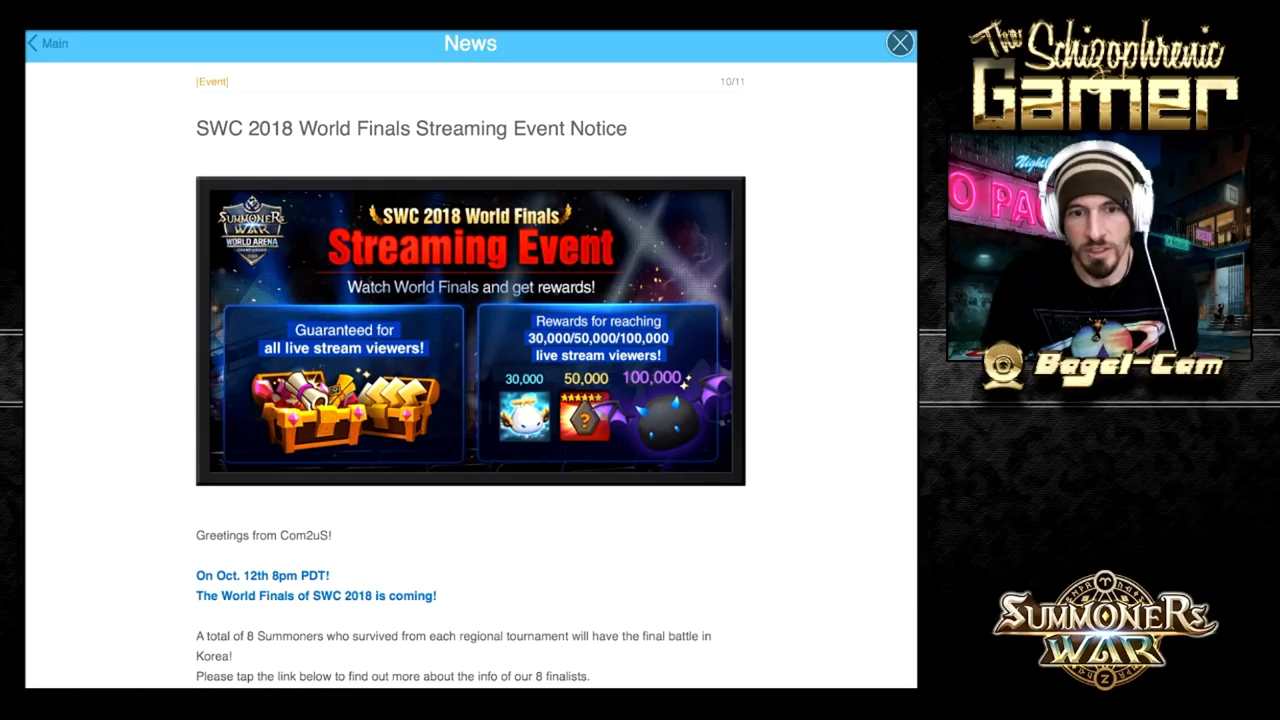 Main
News
[Event]
10/11
SWC 2018 World Finals Streaming Event Notice
SUMMONERS
WAR
WORLD ARENA
SWC 2018 World Finals
Streaming Event
Watch World Finals and get rewards!
Guaranteed for
all live stream viewers!
Rewards for reaching
30,000/50,000/100,000
live stream viewers!
30,000
50,000
100,000
?
Greetings from Com2uS!
On Oct. 12th 8pm PDT!
The World Finals of SWC 2018 is coming!
A total of 8 Summoners who survived from each regional tournament will have the final battle in
Korea!
Please tap the link below to find out more about the info of our 8 finalists.
The Schizophrenic
Gamer
O PA
Bagel-Cam
SUMMONERS
WAR